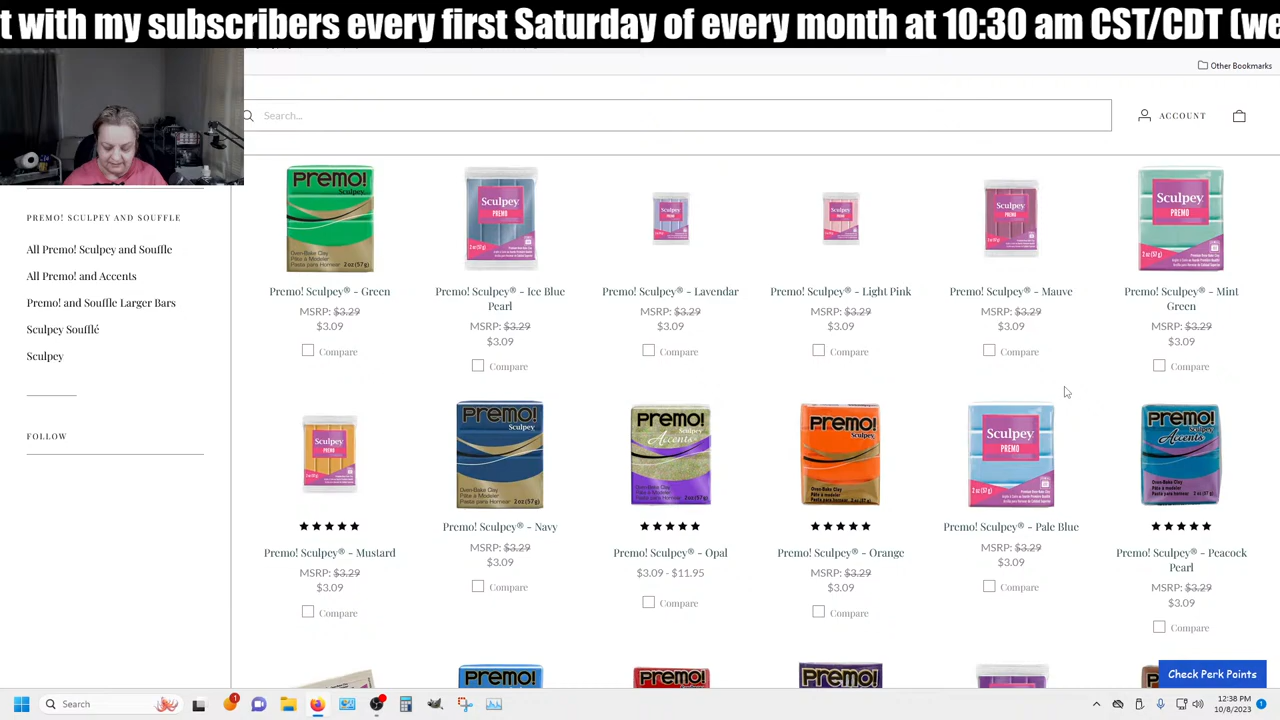 t with my subscribers every first Saturday of every month at 10:30 am CST/CDT (we
Other Bookmarks
Search...
ACCOUNT
PREMO! SCULPEY AND SOUFFLE
All Premo! Sculpey and Souffle
All Premo! and Accents
Premo! and Souffle Larger Bars
Sculpey Soufflé
Sculpey
FOLLOW
Premo! Sculpey® - Green
MSRP: $3.29
$3.09
Compare
Premo! Sculpey® - Ice Blue
Pearl
MSRP: $3.29
$3.09
Compare
Premo! Sculpey® - Lavendar
MSRP: $3.29
$3.09
Compare
Premo! Sculpey® - Light Pink
MSRP: $3.29
$3.09
Compare
Premo! Sculpey® - Mauve
MSRP: $3.29
$3.09
Compare
Premo! Sculpey® - Mint
Green
MSRP: $3.29
$3.09
Compare
Premo! Sculpey® - Mustard
MSRP: $3.29
$3.09
Compare
Premo! Sculpey® - Navy
MSRP: $3.29
$3.09
Compare
Premo! Sculpey® - Opal
$3.09 - $11.95
Compare
Premo! Sculpey® - Orange
MSRP: $3.29
$3.09
Compare
Premo! Sculpey® - Pale Blue
MSRP: $3.29
$3.09
Compare
Premo! Sculpey® - Peacock
Pearl
MSRP: $3.29
$3.09
Compare
Check Perk Points
Search
12:38 PM
10/8/2023